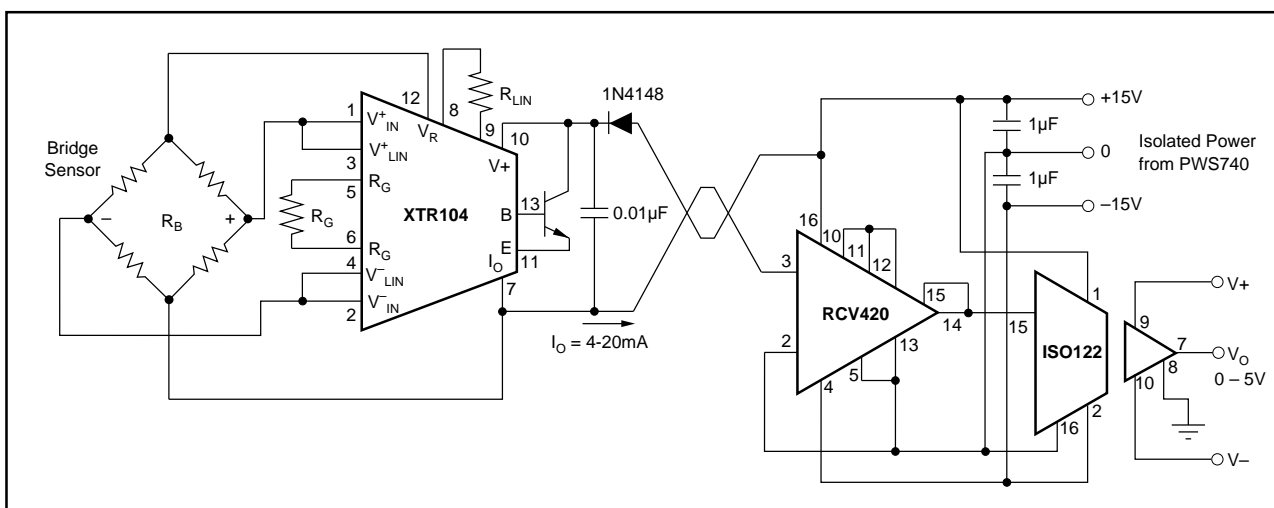 Bridge
Sensor
R_B
−
+
R_G
1
V⁺_IN
V⁺_LIN
3
R_G
5
6
R_G
4
V⁻_LIN
V⁻_IN
2
12
V_R
8
R_LIN
9
10
V+
XTR104
13
B
E
11
I_O
7
0.01µF
1N4148
I_O = 4-20mA
3
2
16
10
11
12
RCV420
15
14
13
5
4
+15V
1µF
0
1µF
–15V
Isolated Power
from PWS740
15
ISO122
1
2
16
9
10
7
8
V+
V_O
0 – 5V
V–